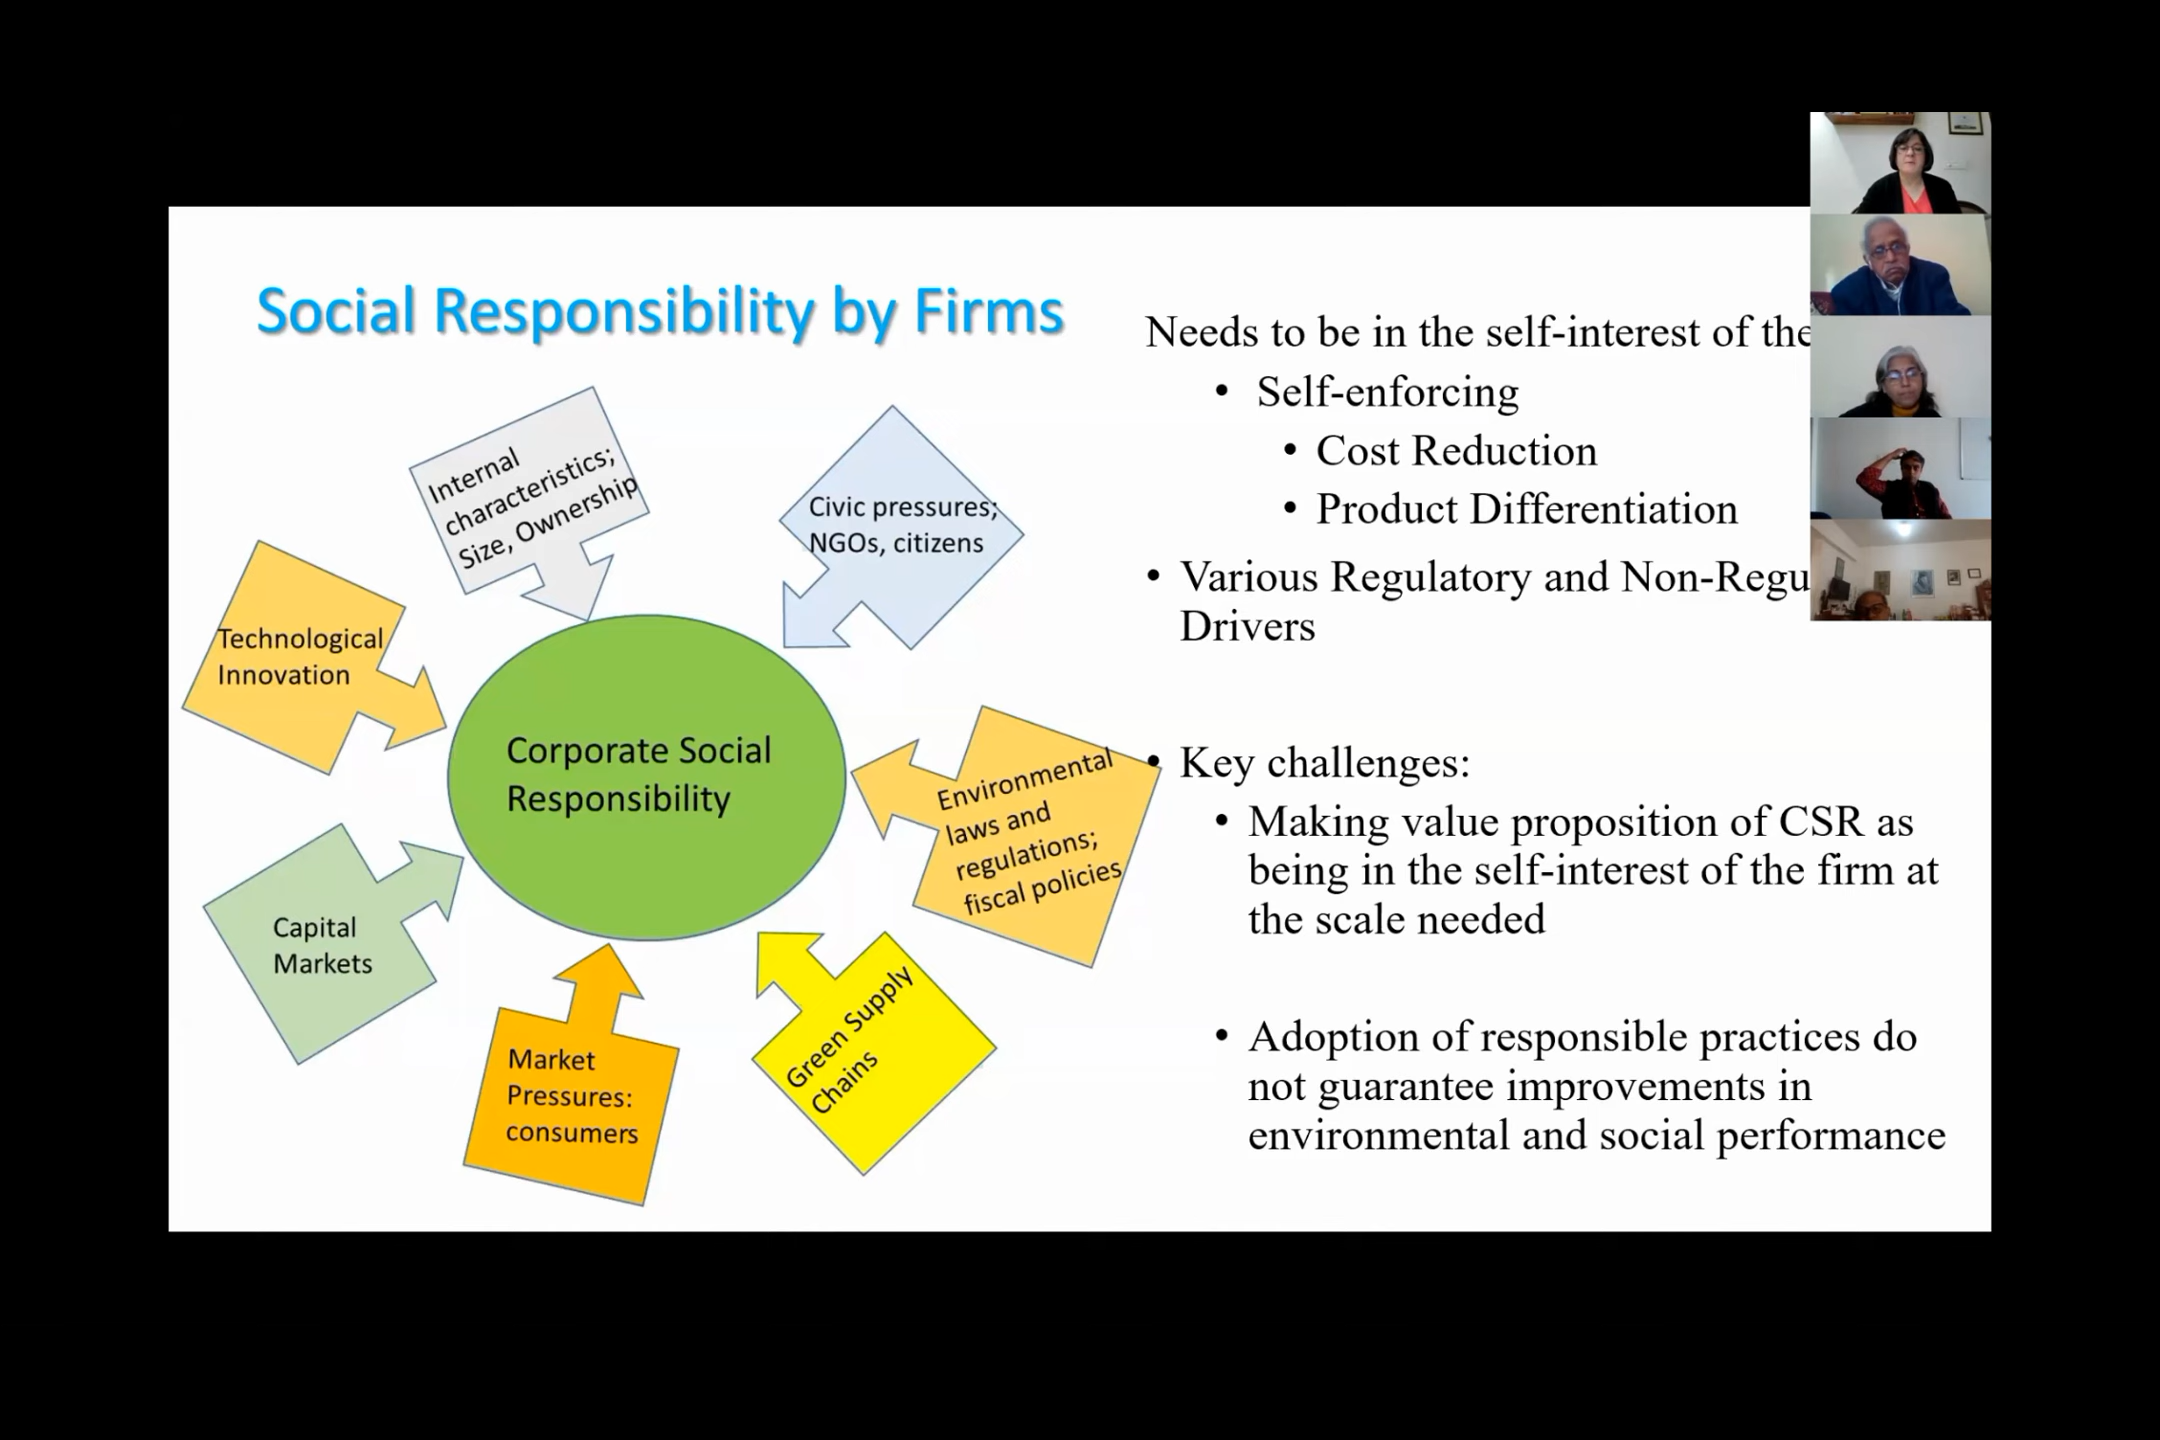 Social Responsibility by Firms
Internal
characteristics;
Size, Ownership
Civic pressures;
NGOs, citizens
Technological
Innovation
Corporate Social
Responsibility
Environmental
laws and
regulations;
fiscal policies
Capital
Markets
Market
Pressures:
consumers
Green Supply
Chains
Needs to be in the self-interest of the
• Self-enforcing
• Cost Reduction
• Product Differentiation
• Various Regulatory and Non-Regu
Drivers
• Key challenges:
• Making value proposition of CSR as
being in the self-interest of the firm at
the scale needed
• Adoption of responsible practices do
not guarantee improvements in
environmental and social performance